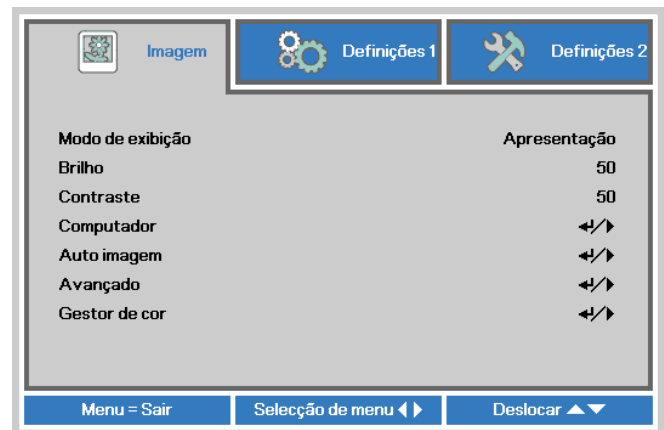 Imagem Definições 1 Definições 2
Modo de exibição Apresentação
Brilho 50
Contraste 50
Computador ↵/▶
Auto imagem ↵/▶
Avançado ↵/▶
Gestor de cor ↵/▶
Menu = Sair Selecção de menu ◀▶ Deslocar ▲▼